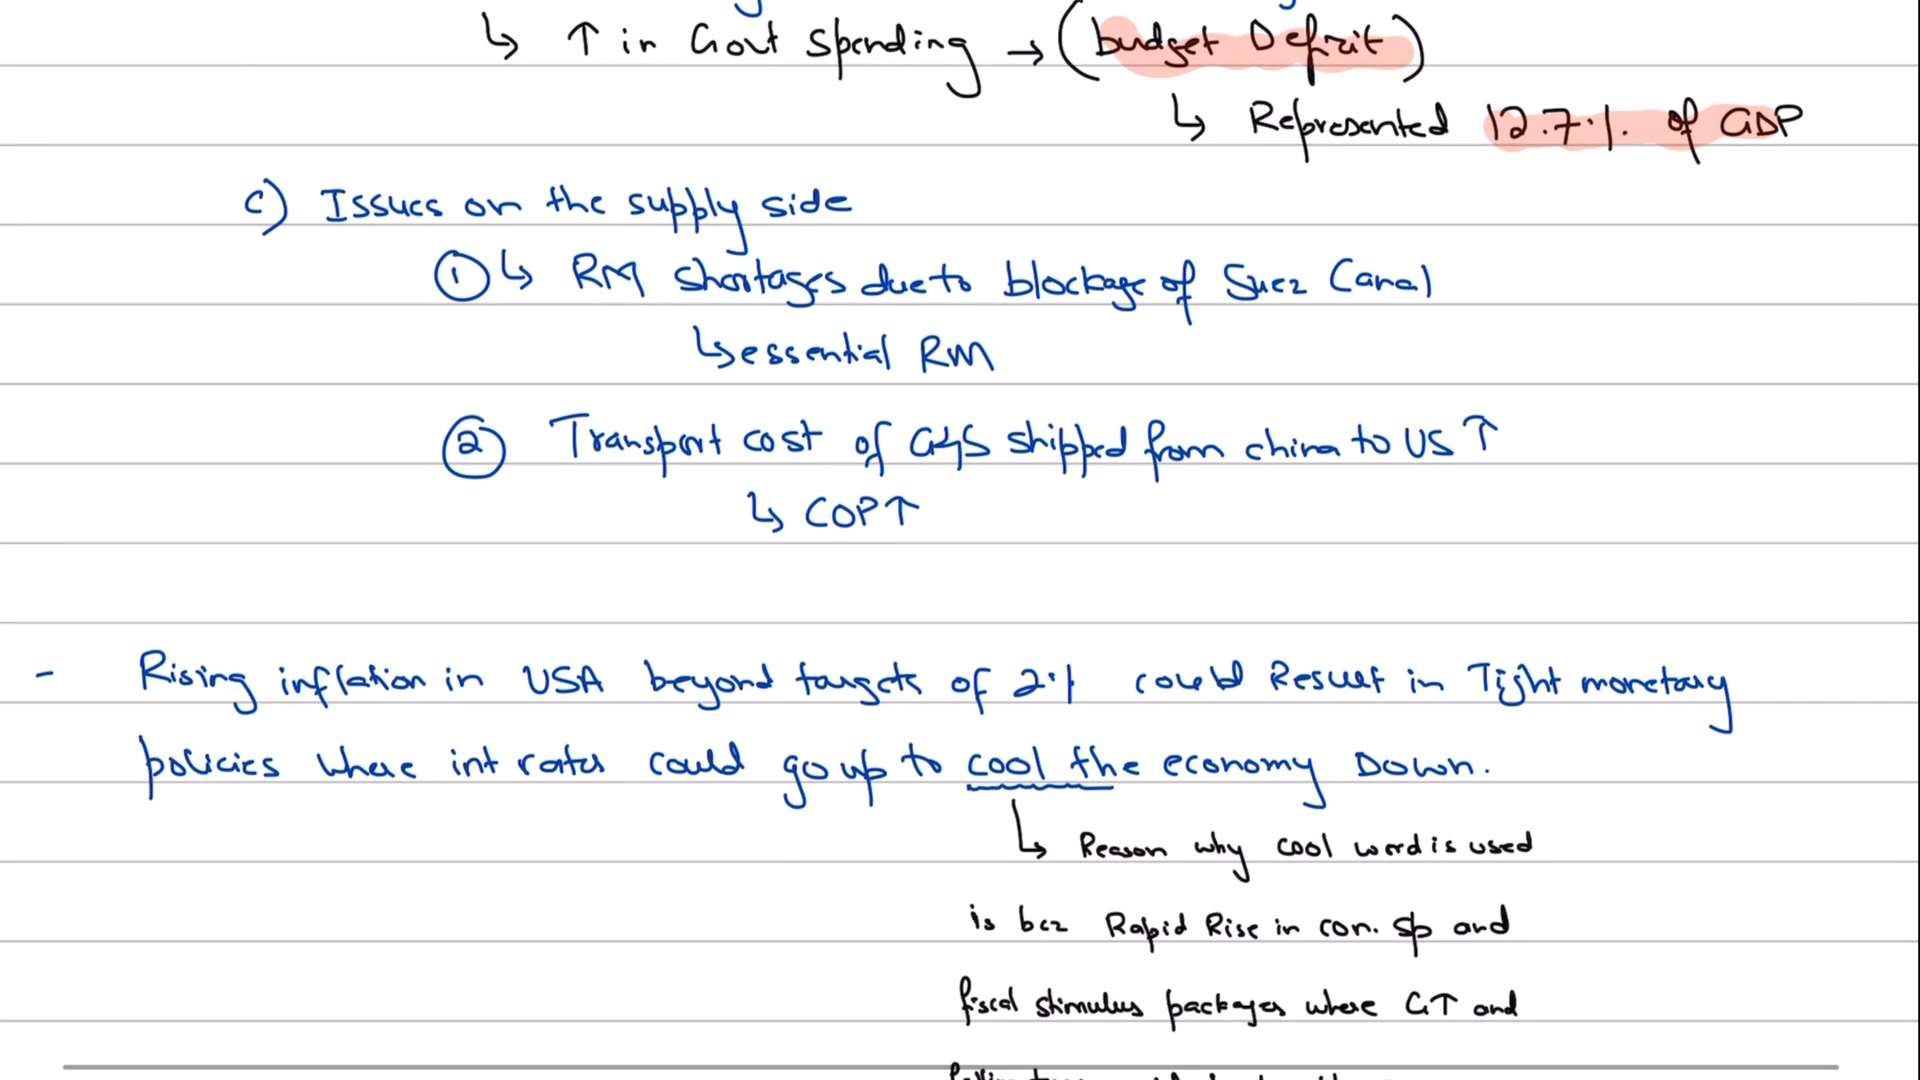 ↳ ↑ in Govt spending → (budget Deficit)
↳ Represented 12.7% of GDP
c) Issues on the supply side
① ↳ RM shortages due to blockage of Suez Canal
↳ essential RM
② Transport cost of G&S shipped from china to US ↑
↳ COP↑
- Rising inflation in USA beyond targets of 2% could Result in Tight monetary
policies where int rates could go up to cool the economy Down.
↳ Reason why cool word is used
is bcz Rapid Rise in con. sp and
fiscal stimulus packages where G↑ and